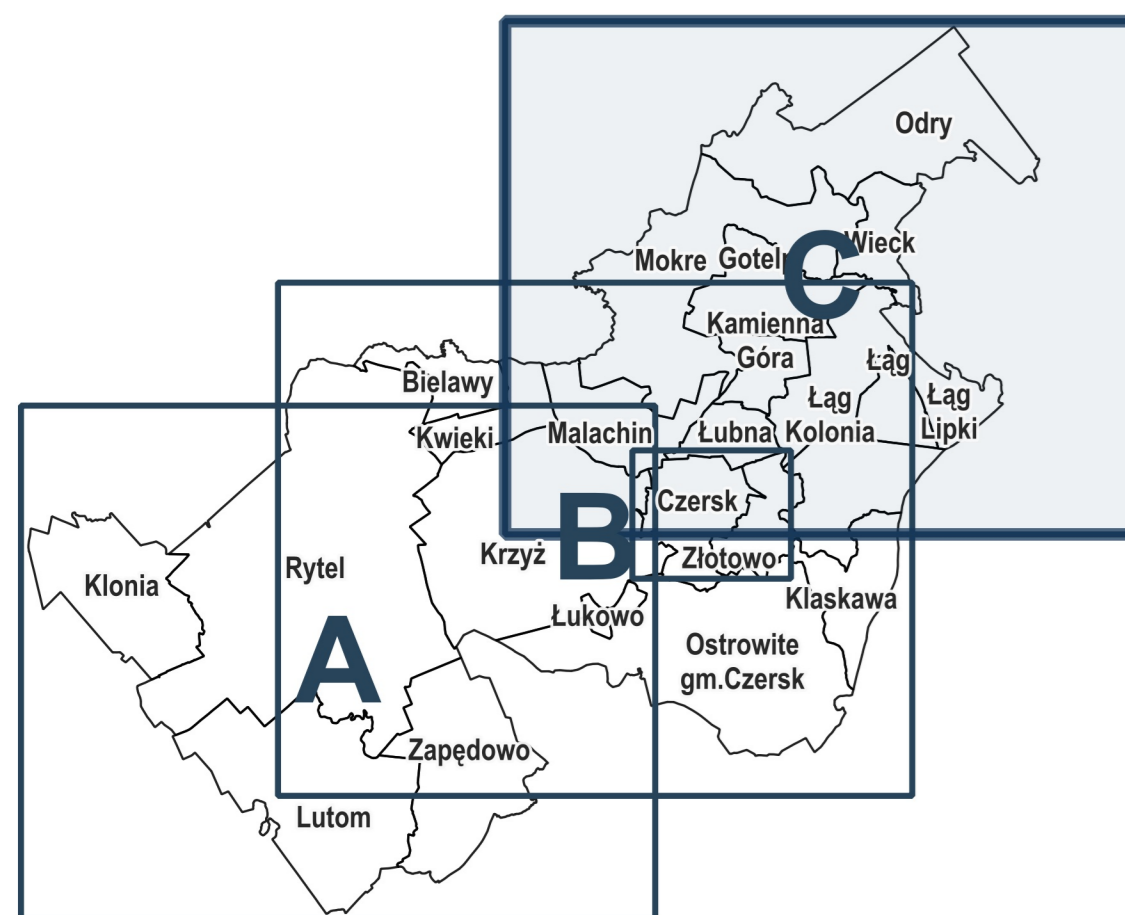 Odry
Wieck
Mokre
Gotelp
C
Kamienna
Góra
Łąg
Bielawy
Łąg
Kolonia
Łąg
Lipki
Kwieki
Malachin
Łubna
Czersk
B
Krzyż
Złotowo
Rytel
Klonia
Klaskawa
Łukowo
Ostrowite
gm.Czersk
A
Zapędowo
Lutom